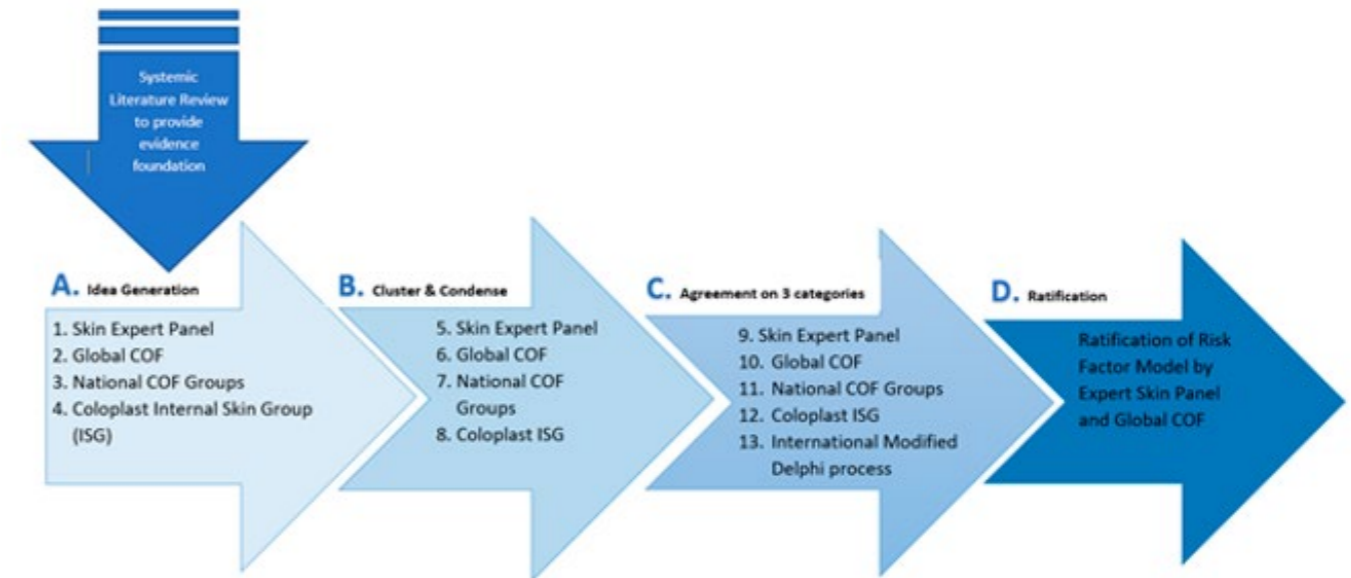 Systemic
Literature Review
to provide
evidence
foundation
A. Idea Generation
1. Skin Expert Panel
2. Global COF
3. National COF Groups
4. Coloplast Internal Skin Group
(ISG)
B. Cluster & Condense
5. Skin Expert Panel
6. Global COF
7. National COF
Groups
8. Coloplast ISG
C. Agreement on 3 categories
9. Skin Expert Panel
10. Global COF
11. National COF Groups
12. Coloplast ISG
13. International Modified
Delphi process
D. Ratification
Ratification of Risk
Factor Model by
Expert Skin Panel
and Global COF